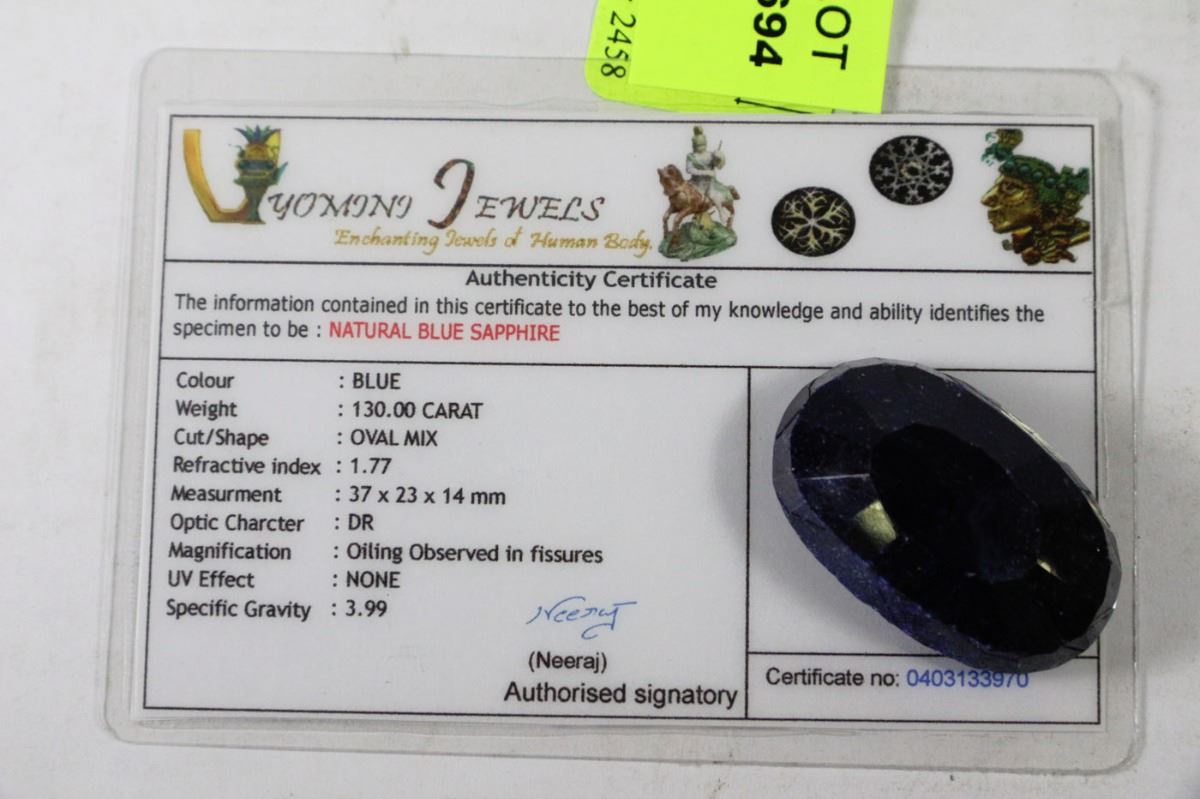 2458
OT
694
VYOMINI JEWELS
Enchanting Jewels of Human Body.
Authenticity Certificate
The information contained in this certificate to the best of my knowledge and ability identifies the
specimen to be : NATURAL BLUE SAPPHIRE
Colour : BLUE
Weight : 130.00 CARAT
Cut/Shape : OVAL MIX
Refractive index : 1.77
Measurment : 37 x 23 x 14 mm
Optic Charcter : DR
Magnification : Oiling Observed in fissures
UV Effect : NONE
Specific Gravity : 3.99
Neeraj
(Neeraj)
Authorised signatory
Certificate no: 0403133970